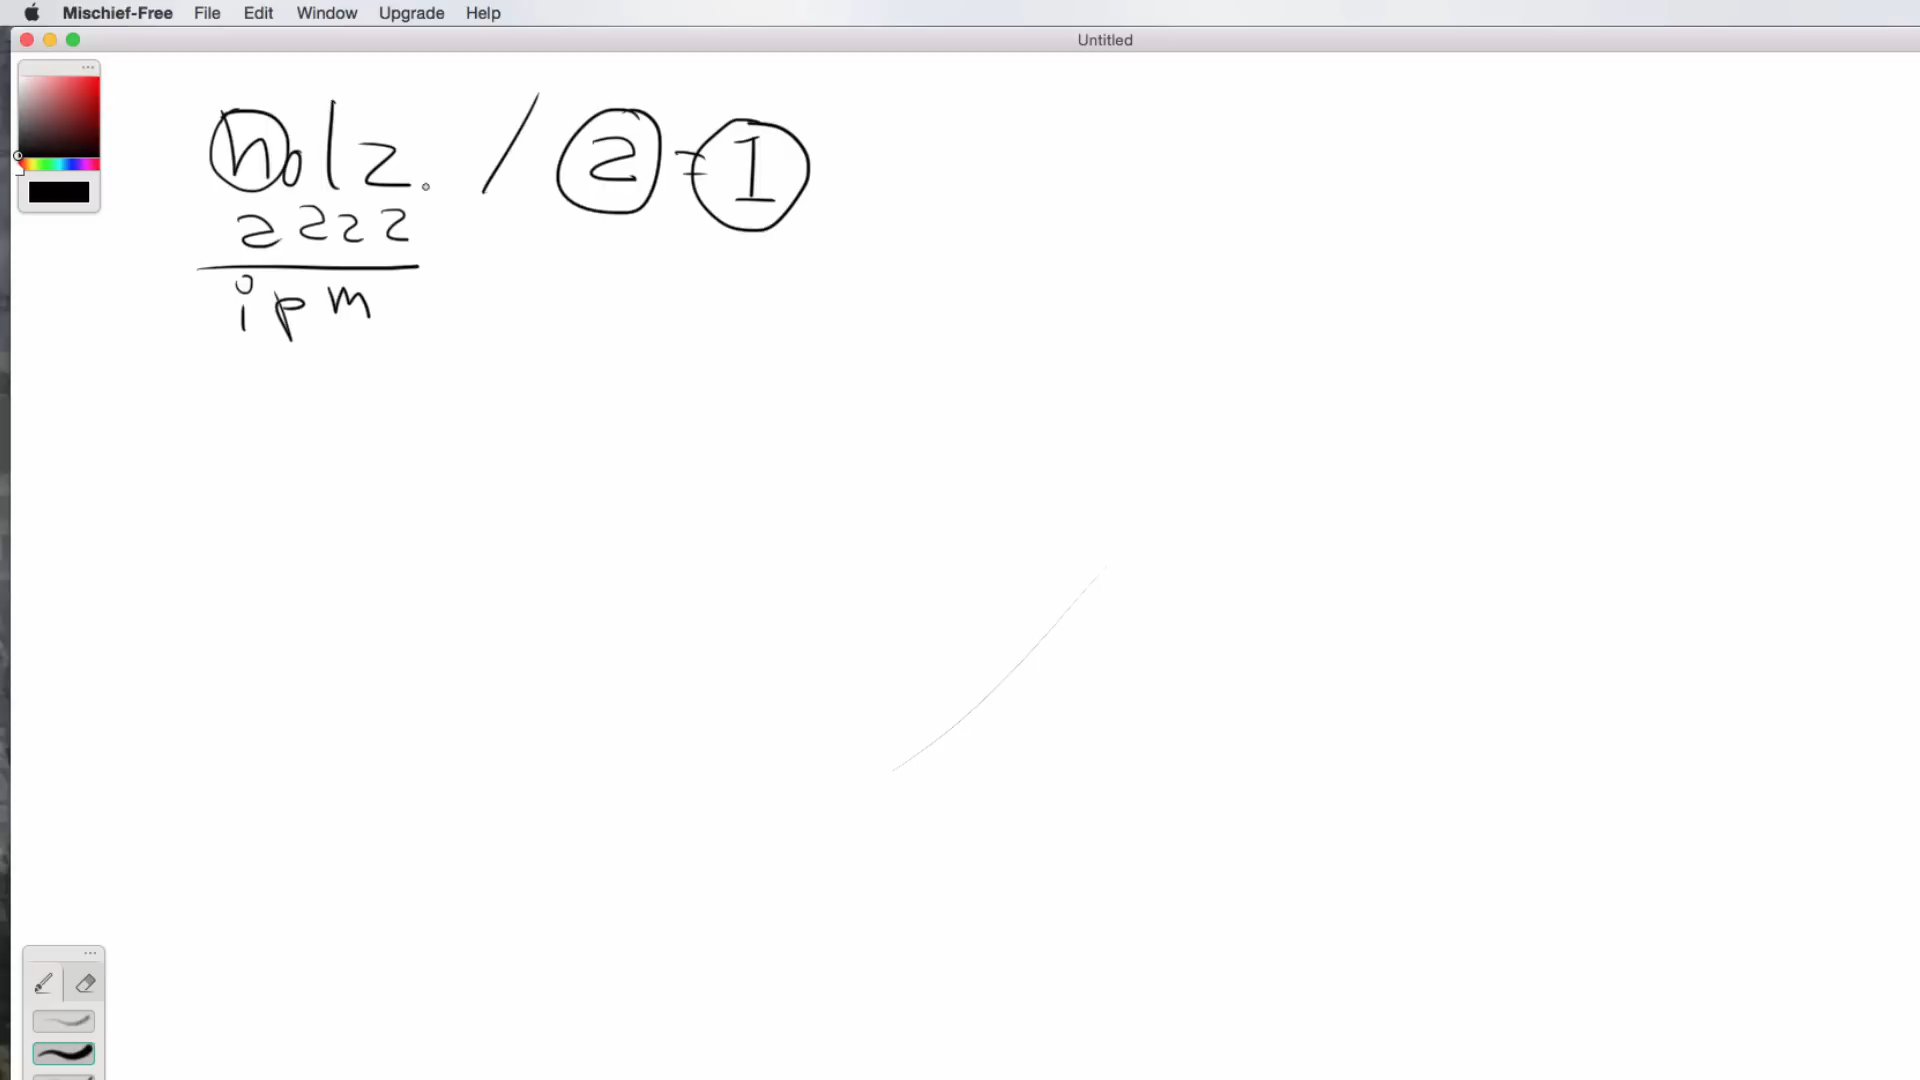 Mischief-Free File Edit Window Upgrade Help
Untitled
holz. / 2 = 1
2222
ipm